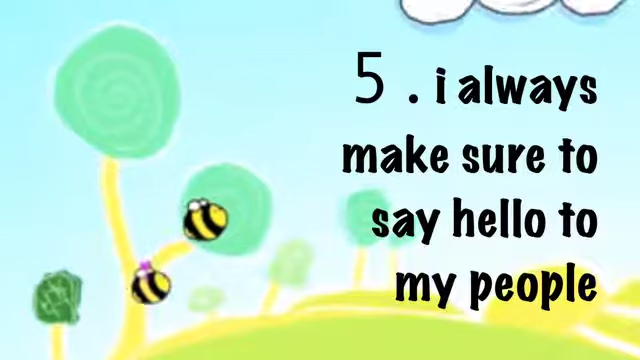 5 . i always
make sure to
say hello to
my people